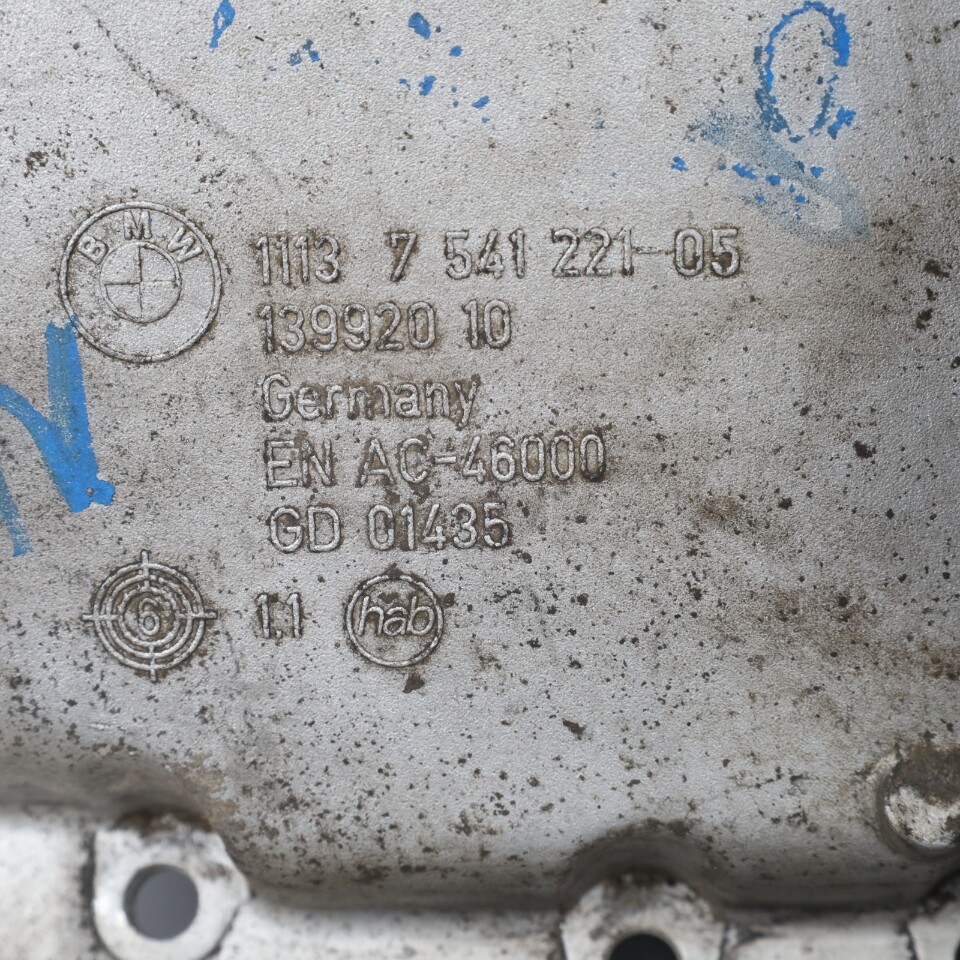 BMW
1113 7 541 221-05
139920 10
Germany
EN AC-46000
GD 01435
6 1.1 hab